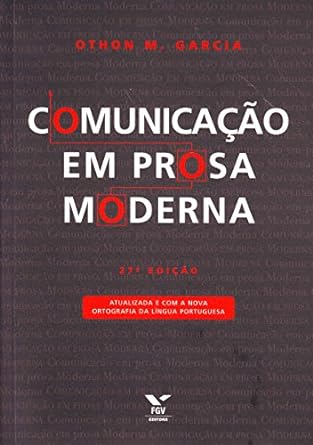 OTHON M. GARCIA
COMUNICAÇÃO
EM PROSA
MODERNA
27ª EDIÇÃO
ATUALIZADA E COM A NOVA
ORTOGRAFIA DA LÍNGUA PORTUGUESA
FGV
EDITORA